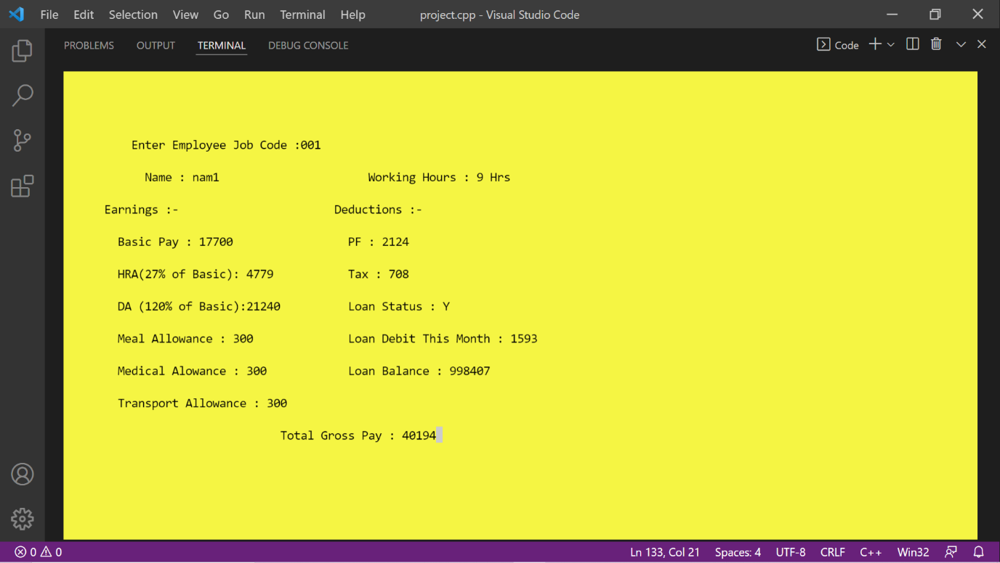 File Edit Selection View Go Run Terminal Help project.cpp - Visual Studio Code
PROBLEMS OUTPUT TERMINAL DEBUG CONSOLE Code
Enter Employee Job Code :001
Name : nam1 Working Hours : 9 Hrs
Earnings :- Deductions :-
Basic Pay : 17700 PF : 2124
HRA(27% of Basic): 4779 Tax : 708
DA (120% of Basic):21240 Loan Status : Y
Meal Allowance : 300 Loan Debit This Month : 1593
Medical Alowance : 300 Loan Balance : 998407
Transport Allowance : 300
Total Gross Pay : 40194
0 0 Ln 133, Col 21 Spaces: 4 UTF-8 CRLF C++ Win32